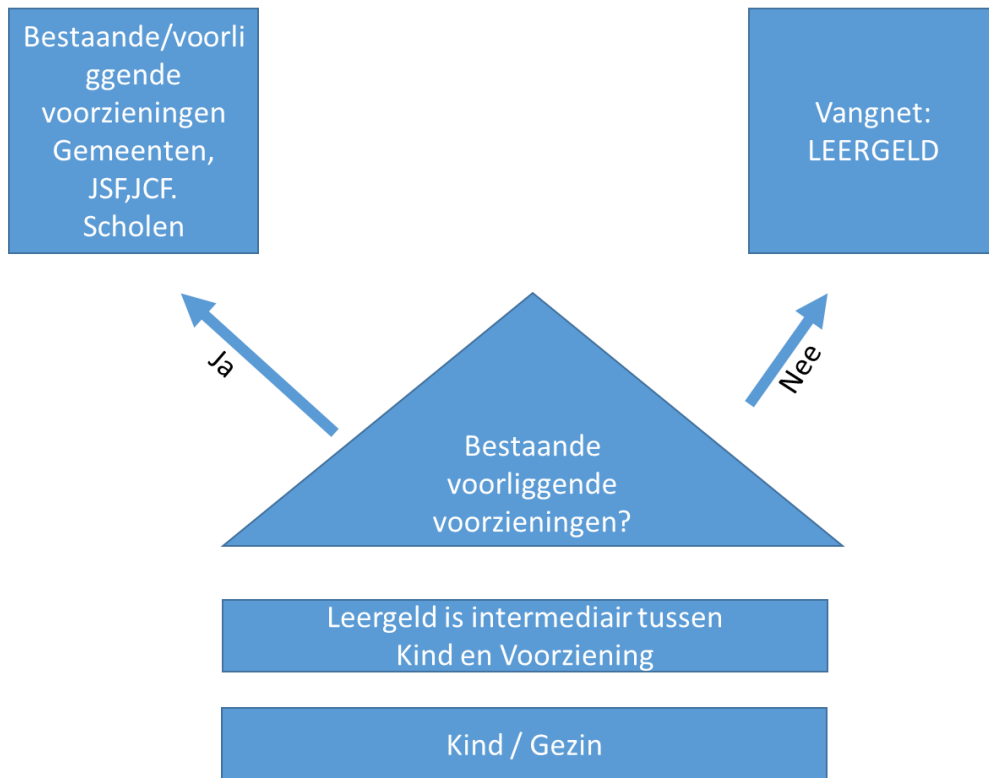 Bestaande/voorli
ggende
voorzieningen
Gemeenten,
JSF,JCF.
Scholen
Vangnet:
LEERGELD
Ja
Nee
Bestaande
voorliggende
voorzieningen?
Leergeld is intermediair tussen
Kind en Voorziening
Kind / Gezin